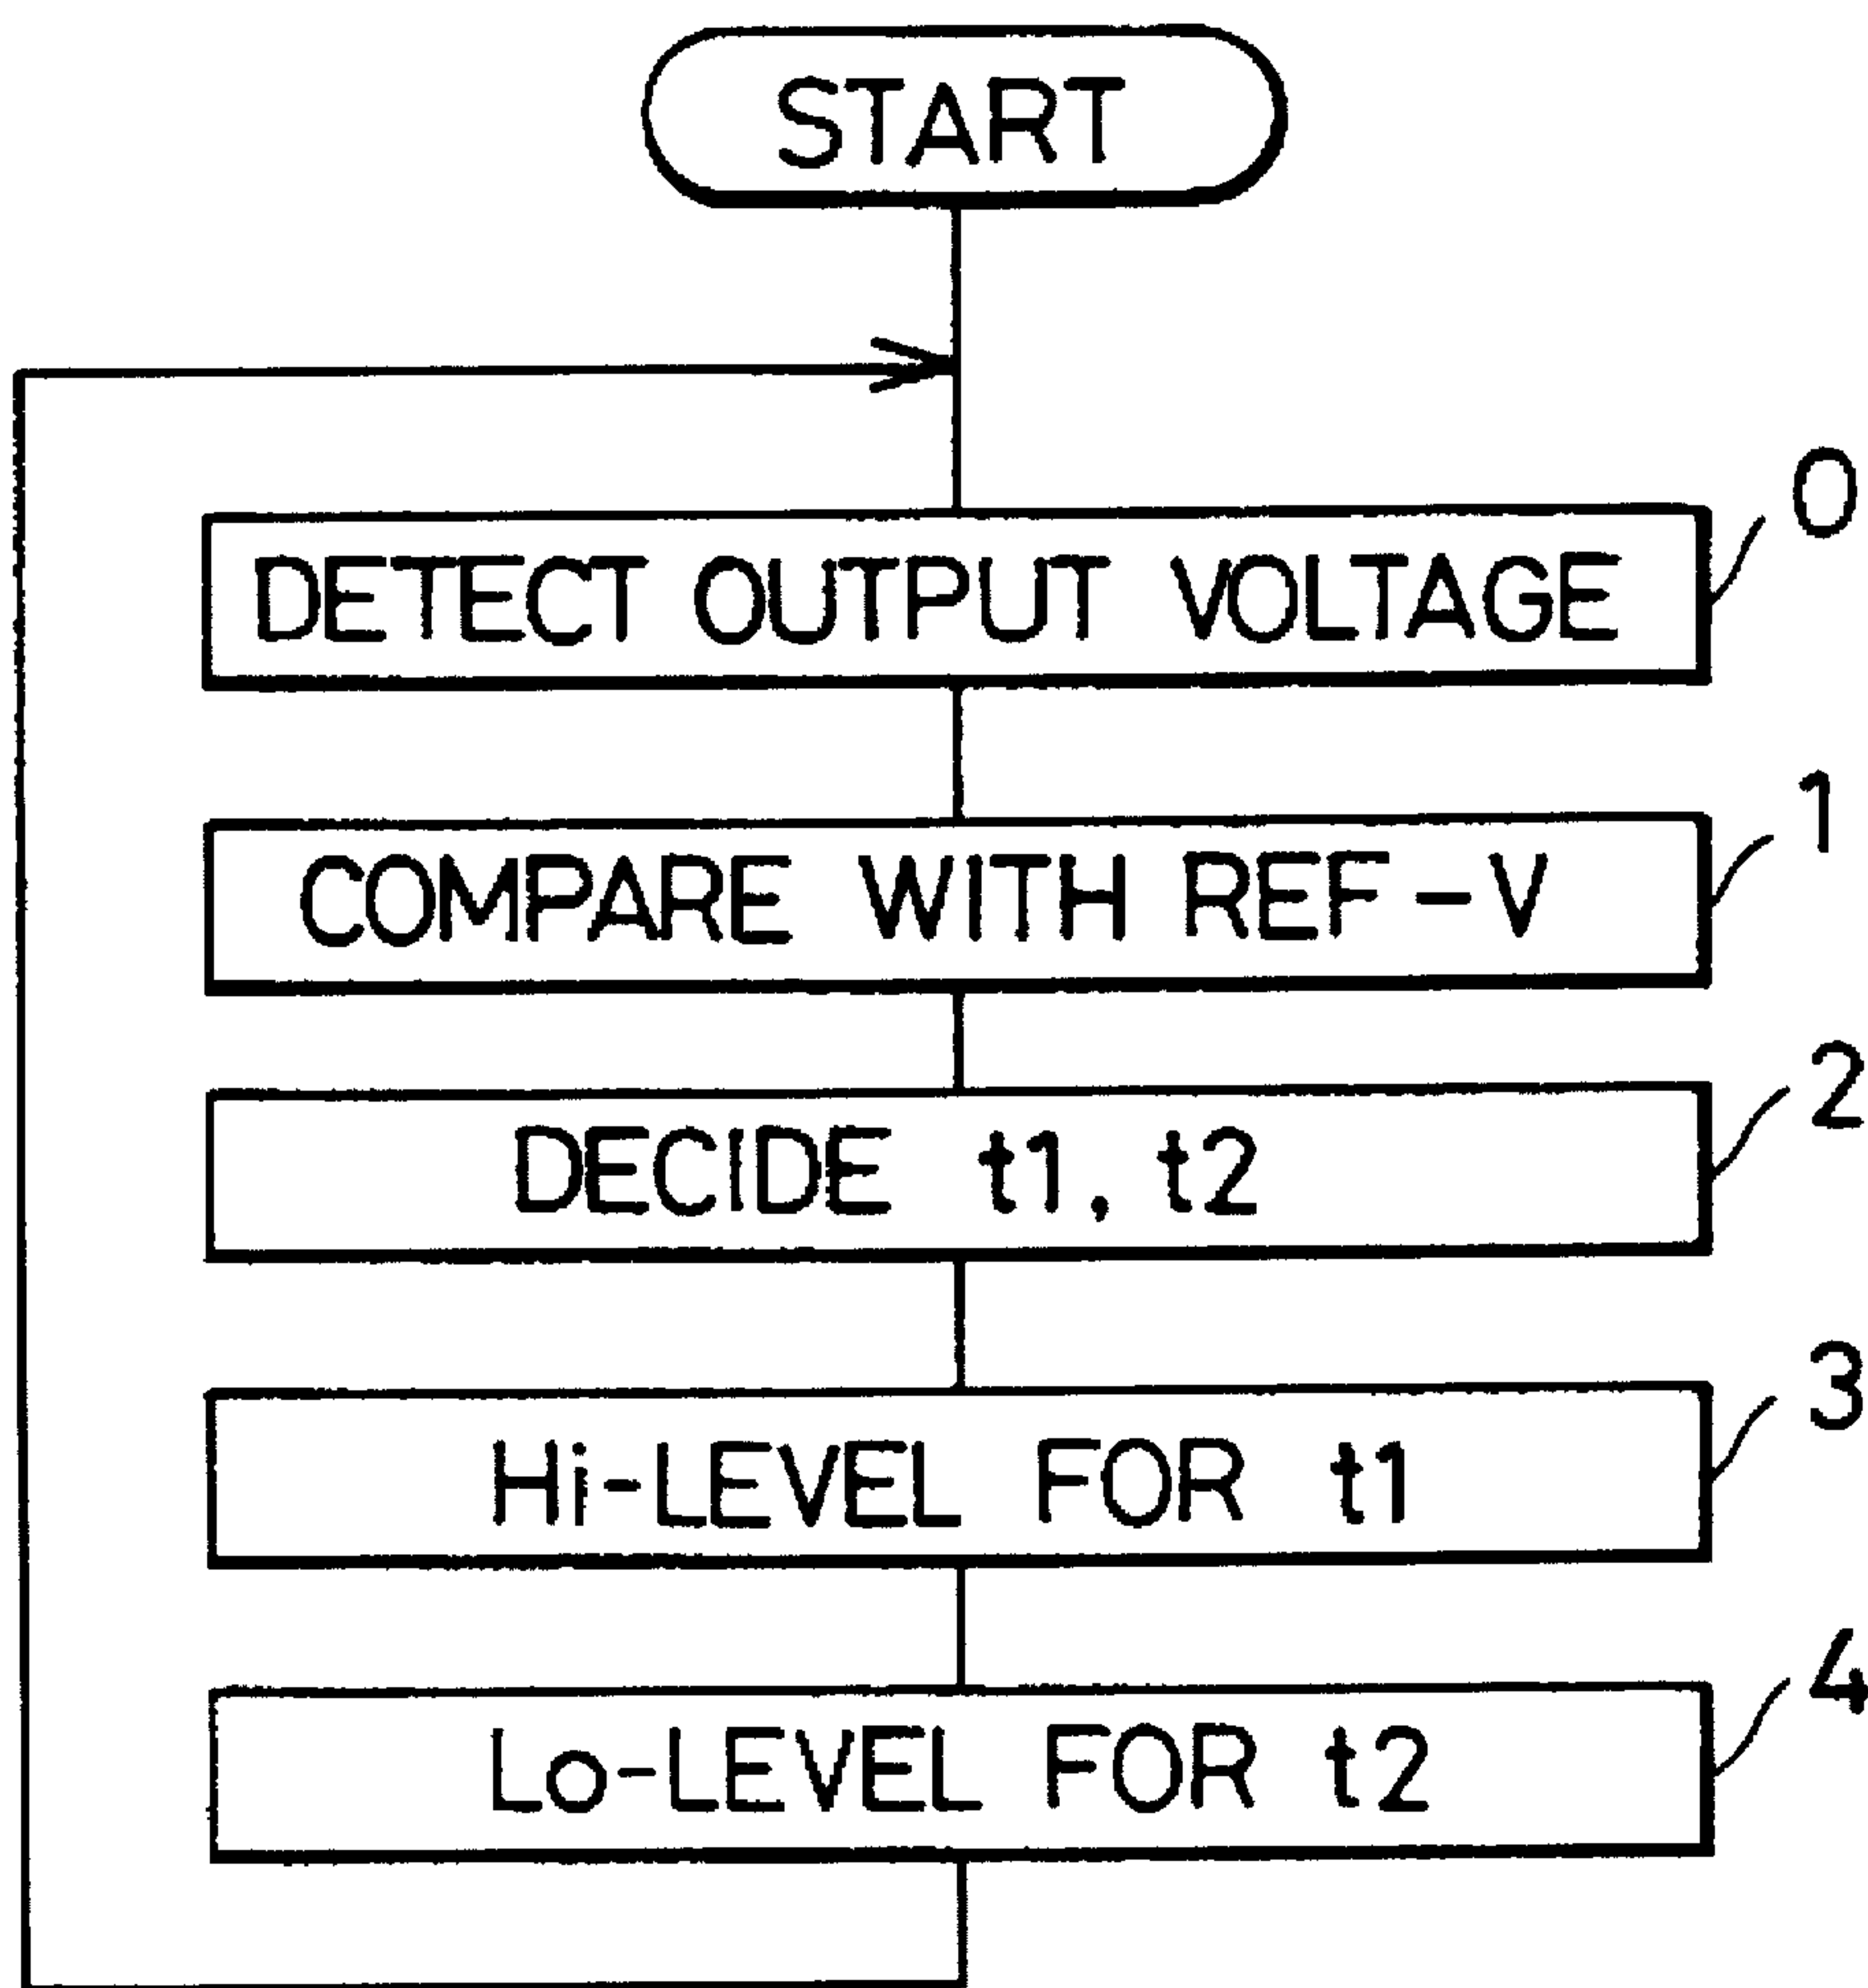 START
0
DETECT OUTPUT VOLTAGE
1
COMPARE WITH REF-V
2
DECIDE t1, t2
3
Hi-LEVEL FOR t1
4
Lo-LEVEL FOR t2